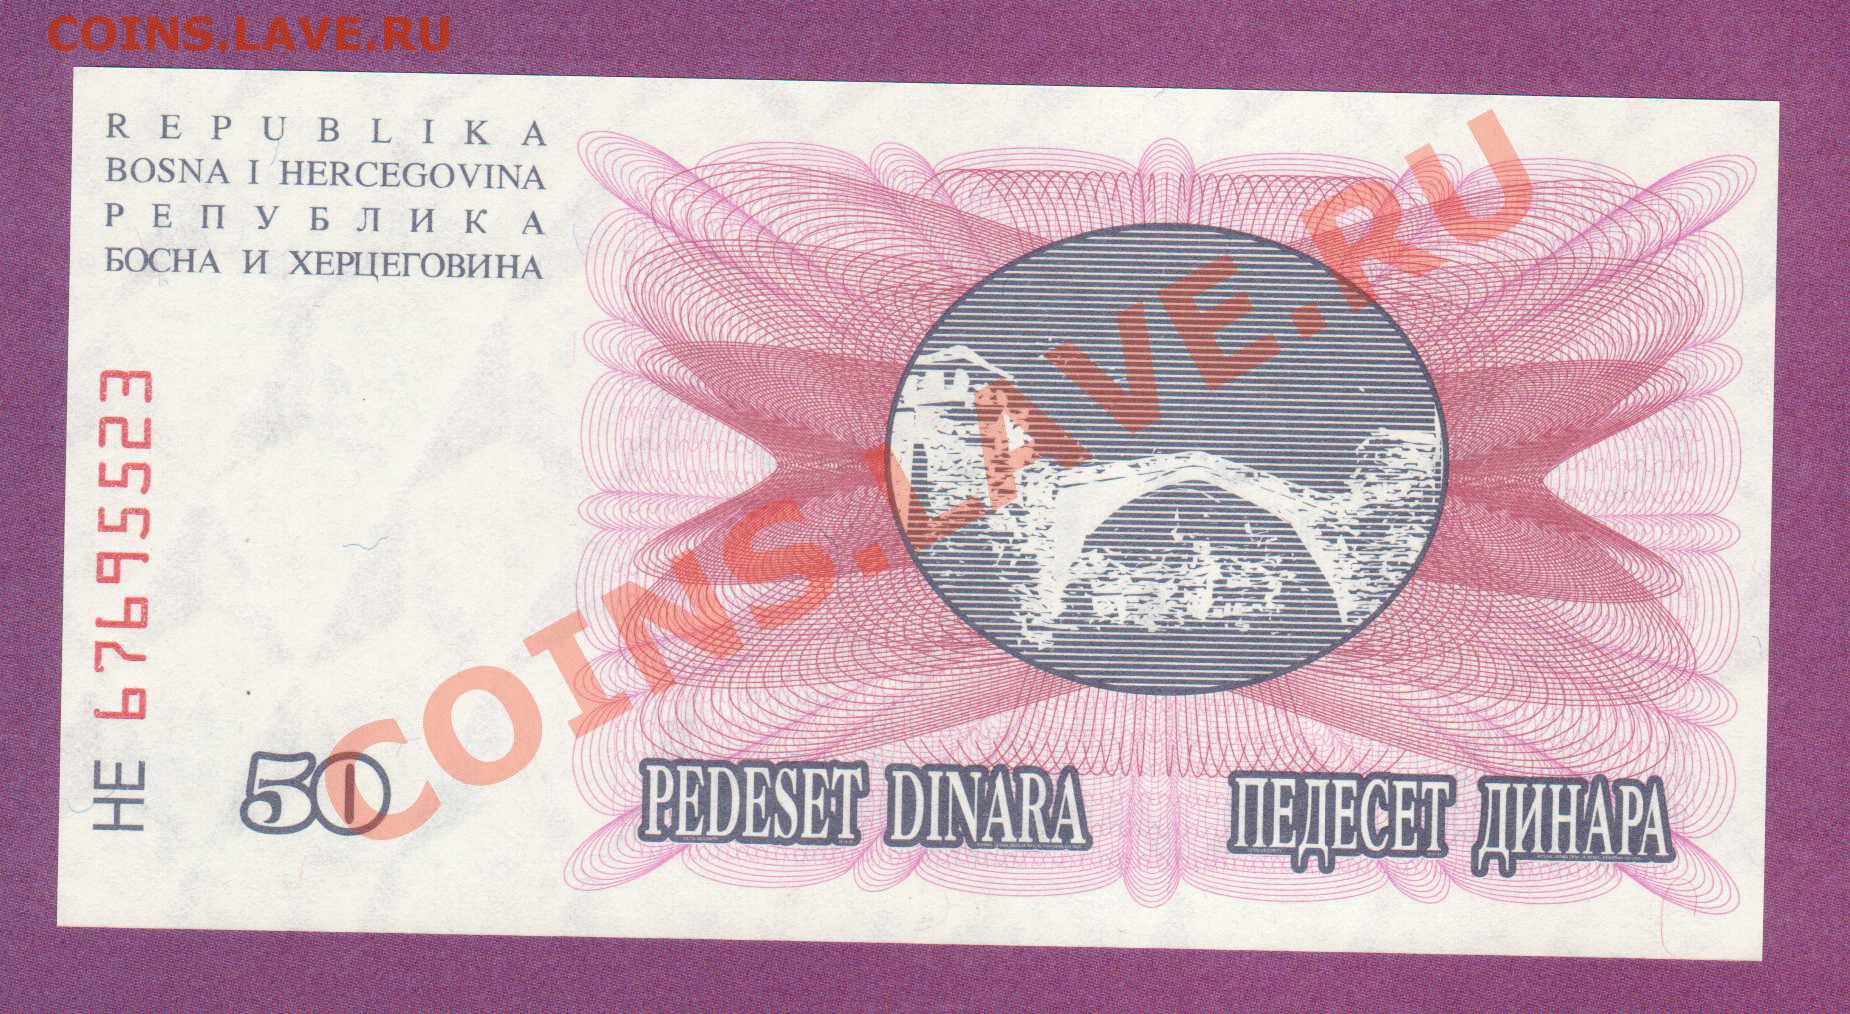 COINS.LAVE.RU
REPUBLIKA
BOSNA I HERCEGOVINA
РЕПУБЛИКА
БОСНА И ХЕРЦЕГОВИНА
HE 67695523
50
PEDESET DINARA
ПЕДЕСЕТ ДИНАРА
COINS.LAVE.RU